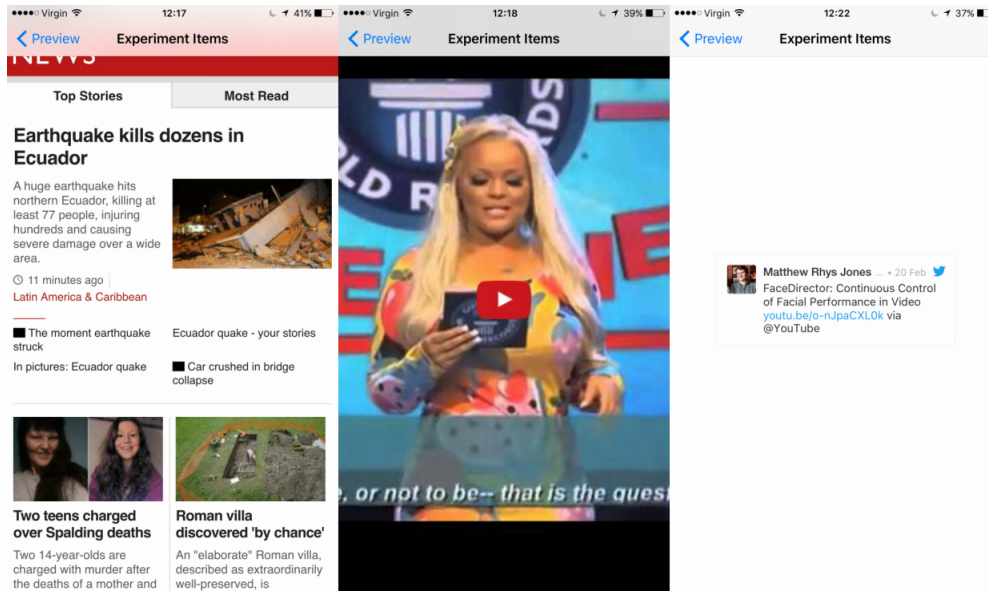 Virgin 12:17 41%
Preview Experiment Items
NEWS
Top Stories Most Read
Earthquake kills dozens in
Ecuador
A huge earthquake hits
northern Ecuador, killing at
least 77 people, injuring
hundreds and causing
severe damage over a wide
area.
11 minutes ago
Latin America & Caribbean
The moment earthquake
struck
Ecuador quake - your stories
In pictures: Ecuador quake
Car crushed in bridge
collapse
Two teens charged
over Spalding deaths
Two 14-year-olds are
charged with murder after
the deaths of a mother and
Roman villa
discovered 'by chance'
An "elaborate" Roman villa,
described as extraordinarily
well-preserved, is
Virgin 12:18 39%
Preview Experiment Items
LD R
RDS
, or not to be-- that is the quest
Virgin 12:22 37%
Preview Experiment Items
Matthew Rhys Jones ... • 20 Feb
FaceDirector: Continuous Control
of Facial Performance in Video
youtu.be/o-nJpaCXL0k via
@YouTube